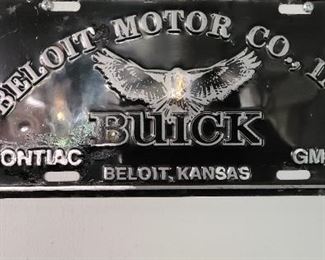 BELOIT MOTOR CO., I
BUICK
ONTIAC GM
BELOIT, KANSAS